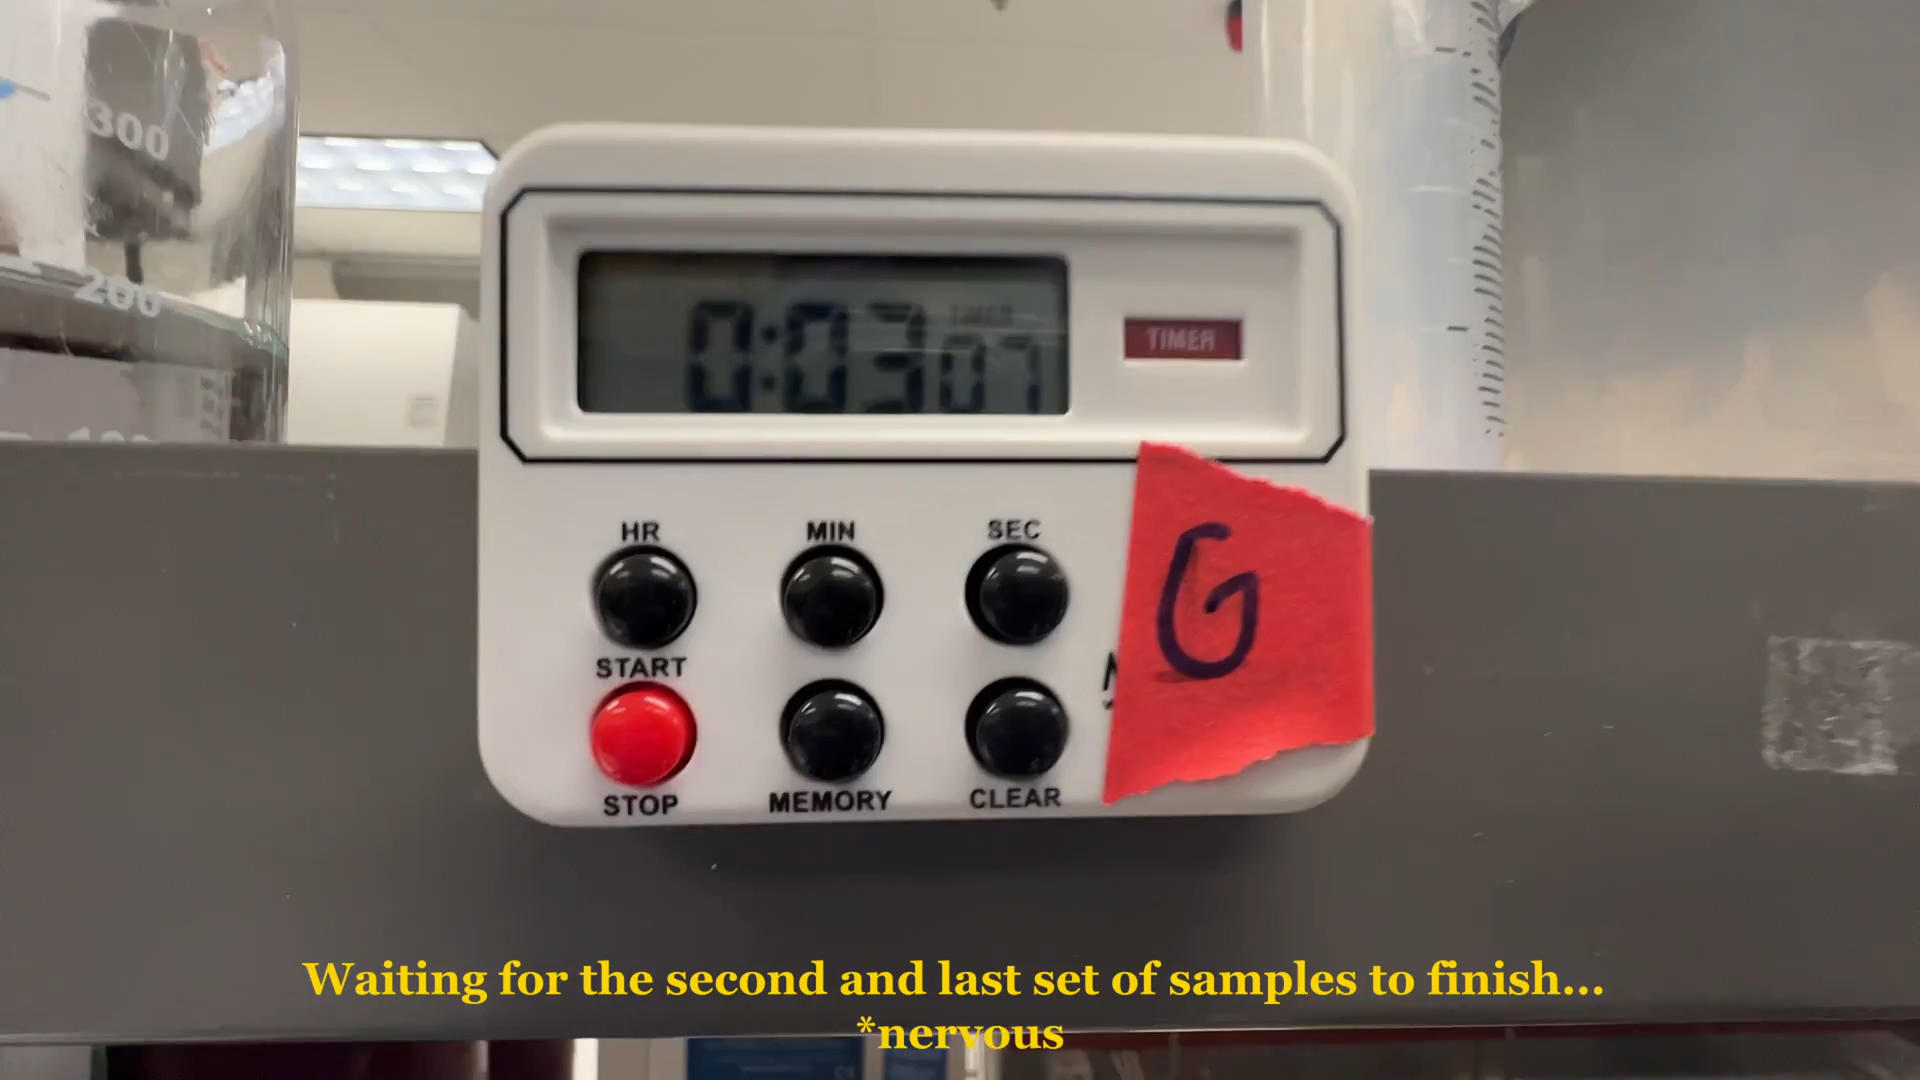 300
200
TIMER
0:03 07
TIMER
HR
MIN
SEC
START
G
STOP
MEMORY
CLEAR
Waiting for the second and last set of samples to finish...
*nervous